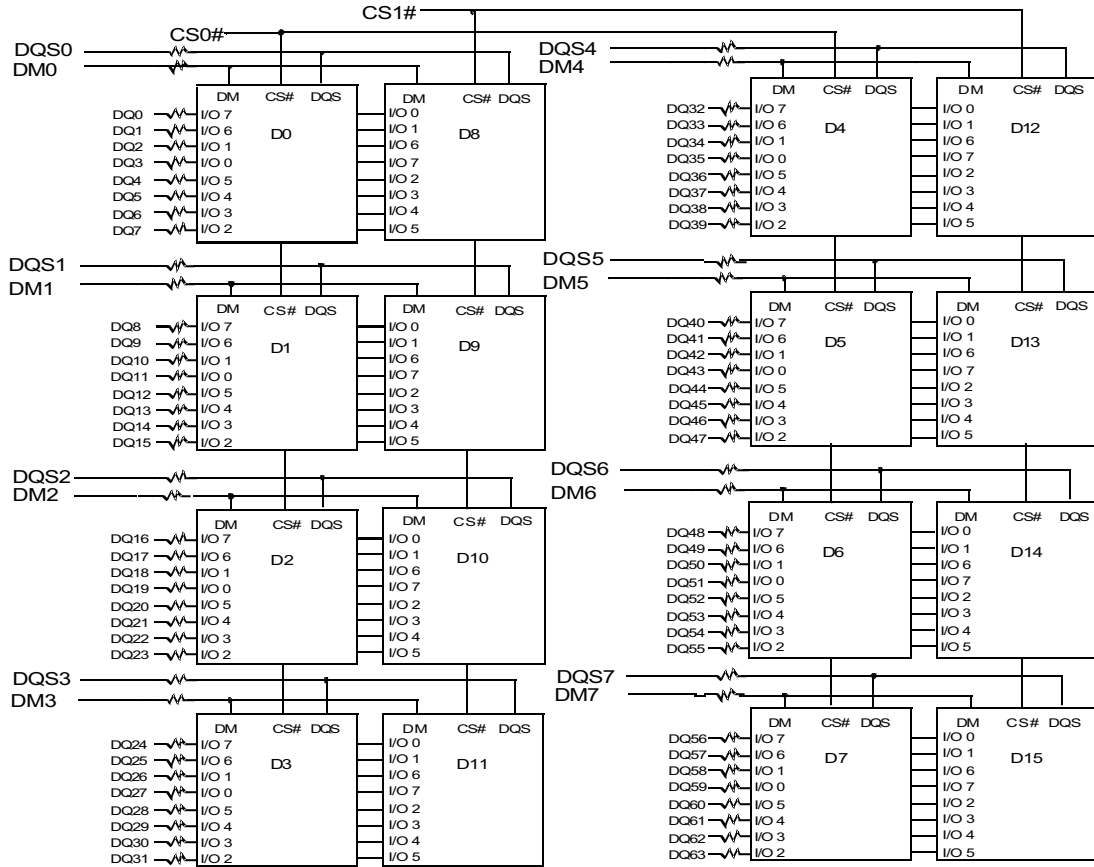 CS1#
CS0#
DQS0
DM0
DQS4
DM4
DM CS# DQS
DM CS# DQS
DQ0 I/O 7 I/O 0
DQ1 I/O 6 D0 I/O 1 D8
DQ2 I/O 1 I/O 6
DQ3 I/O 0 I/O 7
DQ4 I/O 5 I/O 2
DQ5 I/O 4 I/O 3
DQ6 I/O 3 I/O 4
DQ7 I/O 2 I/O 5
DM CS# DQS
DM CS# DQS
DQ32 I/O 7 I/O 0
DQ33 I/O 6 D4 I/O 1 D12
DQ34 I/O 1 I/O 6
DQ35 I/O 0 I/O 7
DQ36 I/O 5 I/O 2
DQ37 I/O 4 I/O 3
DQ38 I/O 3 I/O 4
DQ39 I/O 2 I/O 5
DQS1
DM1
DQS5
DM5
DM CS# DQS
DM CS# DQS
DQ8 I/O 7 I/O 0
DQ9 I/O 6 D1 I/O 1 D9
DQ10 I/O 1 I/O 6
DQ11 I/O 0 I/O 7
DQ12 I/O 5 I/O 2
DQ13 I/O 4 I/O 3
DQ14 I/O 3 I/O 4
DQ15 I/O 2 I/O 5
DM CS# DQS
DM CS# DQS
DQ40 I/O 7 I/O 0
DQ41 I/O 6 D5 I/O 1 D13
DQ42 I/O 1 I/O 6
DQ43 I/O 0 I/O 7
DQ44 I/O 5 I/O 2
DQ45 I/O 4 I/O 3
DQ46 I/O 3 I/O 4
DQ47 I/O 2 I/O 5
DQS2
DM2
DQS6
DM6
DM CS# DQS
DM CS# DQS
DQ16 I/O 7 I/O 0
DQ17 I/O 6 D2 I/O 1 D10
DQ18 I/O 1 I/O 6
DQ19 I/O 0 I/O 7
DQ20 I/O 5 I/O 2
DQ21 I/O 4 I/O 3
DQ22 I/O 3 I/O 4
DQ23 I/O 2 I/O 5
DM CS# DQS
DM CS# DQS
DQ48 I/O 7 I/O 0
DQ49 I/O 6 D6 I/O 1 D14
DQ50 I/O 1 I/O 6
DQ51 I/O 0 I/O 7
DQ52 I/O 5 I/O 2
DQ53 I/O 4 I/O 3
DQ54 I/O 3 I/O 4
DQ55 I/O 2 I/O 5
DQS3
DM3
DQS7
DM7
DM CS# DQS
DM CS# DQS
DQ24 I/O 7 I/O 0
DQ25 I/O 6 D3 I/O 1 D11
DQ26 I/O 1 I/O 6
DQ27 I/O 0 I/O 7
DQ28 I/O 5 I/O 2
DQ29 I/O 4 I/O 3
DQ30 I/O 3 I/O 4
DQ31 I/O 2 I/O 5
DM CS# DQS
DM CS# DQS
DQ56 I/O 7 I/O 0
DQ57 I/O 6 D7 I/O 1 D15
DQ58 I/O 1 I/O 6
DQ59 I/O 0 I/O 7
DQ60 I/O 5 I/O 2
DQ61 I/O 4 I/O 3
DQ62 I/O 3 I/O 4
DQ63 I/O 2 I/O 5